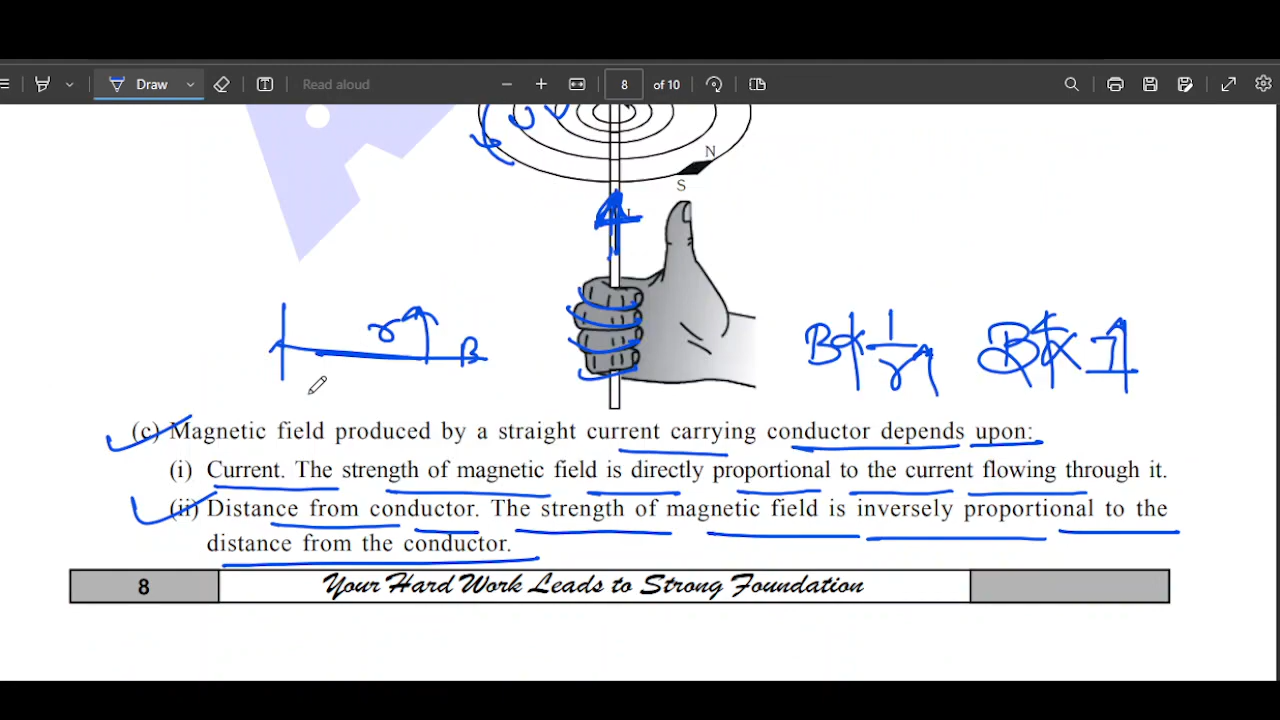 Draw
Read aloud
8 of 10
N
S
I
r
B
B ∝ 1/r
B ∝ I
(c) Magnetic field produced by a straight current carrying conductor depends upon:
(i) Current. The strength of magnetic field is directly proportional to the current flowing through it.
(ii) Distance from conductor. The strength of magnetic field is inversely proportional to the
distance from the conductor.
8 Your Hard Work Leads to Strong Foundation